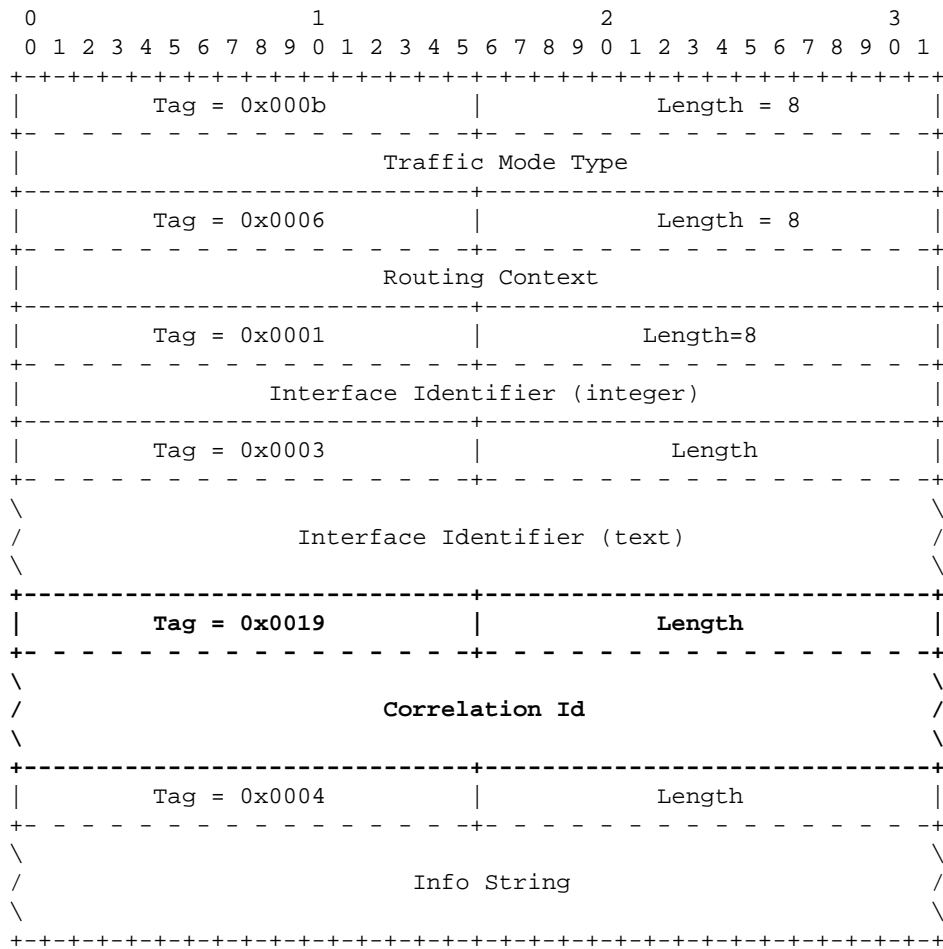 0                   1                   2                   3
 0 1 2 3 4 5 6 7 8 9 0 1 2 3 4 5 6 7 8 9 0 1 2 3 4 5 6 7 8 9 0 1
+-+-+-+-+-+-+-+-+-+-+-+-+-+-+-+-+-+-+-+-+-+-+-+-+-+-+-+-+-+-+-+-+
|         Tag = 0x000b          |            Length = 8         |
+- - - - - - - - - - - - - - - -+- - - - - - - - - - - - - - - -+
|                         Traffic Mode Type                     |
+-------------------------------+-------------------------------+
|         Tag = 0x0006          |            Length = 8         |
+- - - - - - - - - - - - - - - -+- - - - - - - - - - - - - - - -+
|                         Routing Context                       |
+-------------------------------+-------------------------------+
|         Tag = 0x0001          |           Length=8            |
+- - - - - - - - - - - - - - - -+- - - - - - - - - - - - - - - -+
|                 Interface Identifier (integer)                |
+-------------------------------+-------------------------------+
|         Tag = 0x0003          |             Length            |
+- - - - - - - - - - - - - - - -+- - - - - - - - - - - - - - - -+
\                                                               \
/                   Interface Identifier (text)                 /
\                                                               \
+-------------------------------+-------------------------------+
|         Tag = 0x0019          |            Length             |
+- - - - - - - - - - - - - - - -+- - - - - - - - - - - - - - - -+
\                                                               \
/                         Correlation Id                        /
\                                                               \
+-------------------------------+-------------------------------+
|         Tag = 0x0004          |            Length             |
+- - - - - - - - - - - - - - - -+- - - - - - - - - - - - - - - -+
\                                                               \
/                           Info String                         /
\                                                               \
+-+-+-+-+-+-+-+-+-+-+-+-+-+-+-+-+-+-+-+-+-+-+-+-+-+-+-+-+-+-+-+-+